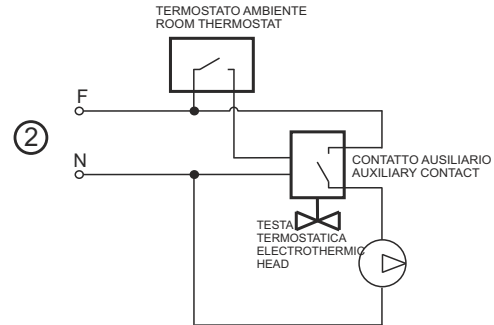 TERMOSTATO AMBIENTE
ROOM THERMOSTAT
F
2
N
CONTATTO AUSILIARIO
AUXILIARY CONTACT
TESTA
TERMOSTATICA
ELECTROTHERMIC
HEAD